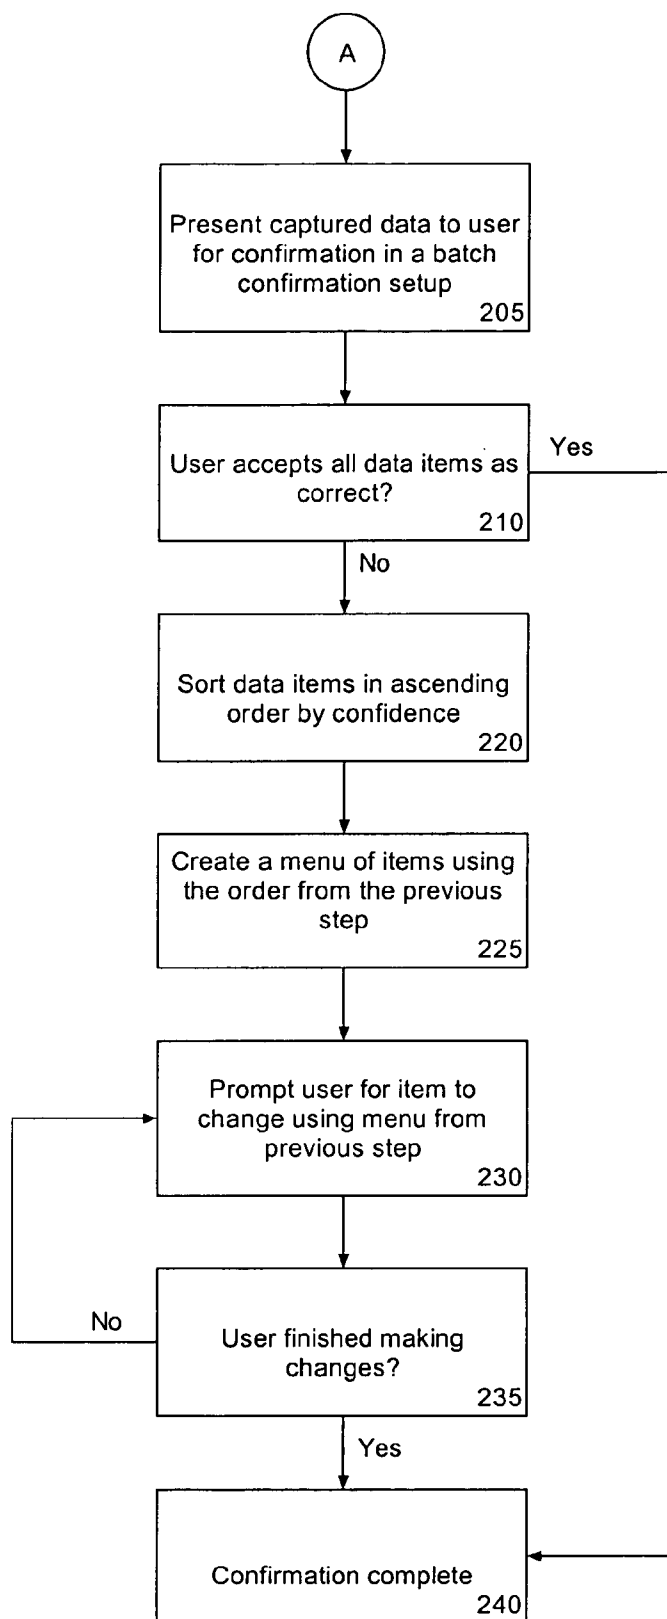 A
Present captured data to user
for confirmation in a batch
confirmation setup
205
User accepts all data items as
correct?
210
Yes
No
Sort data items in ascending
order by confidence
220
Create a menu of items using
the order from the previous
step
225
Prompt user for item to
change using menu from
previous step
230
No
User finished making
changes?
235
Yes
Confirmation complete
240